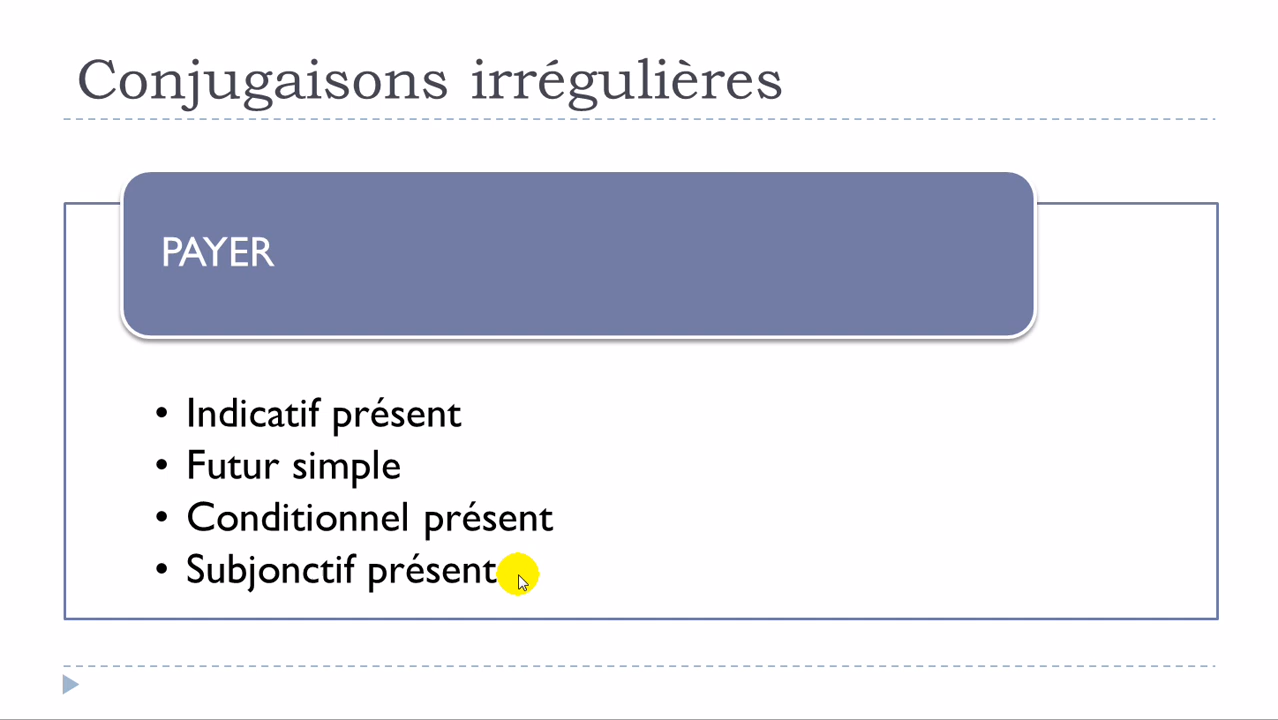 Conjugaisons irrégulières
PAYER
• Indicatif présent
• Futur simple
• Conditionnel présent
• Subjonctif présent